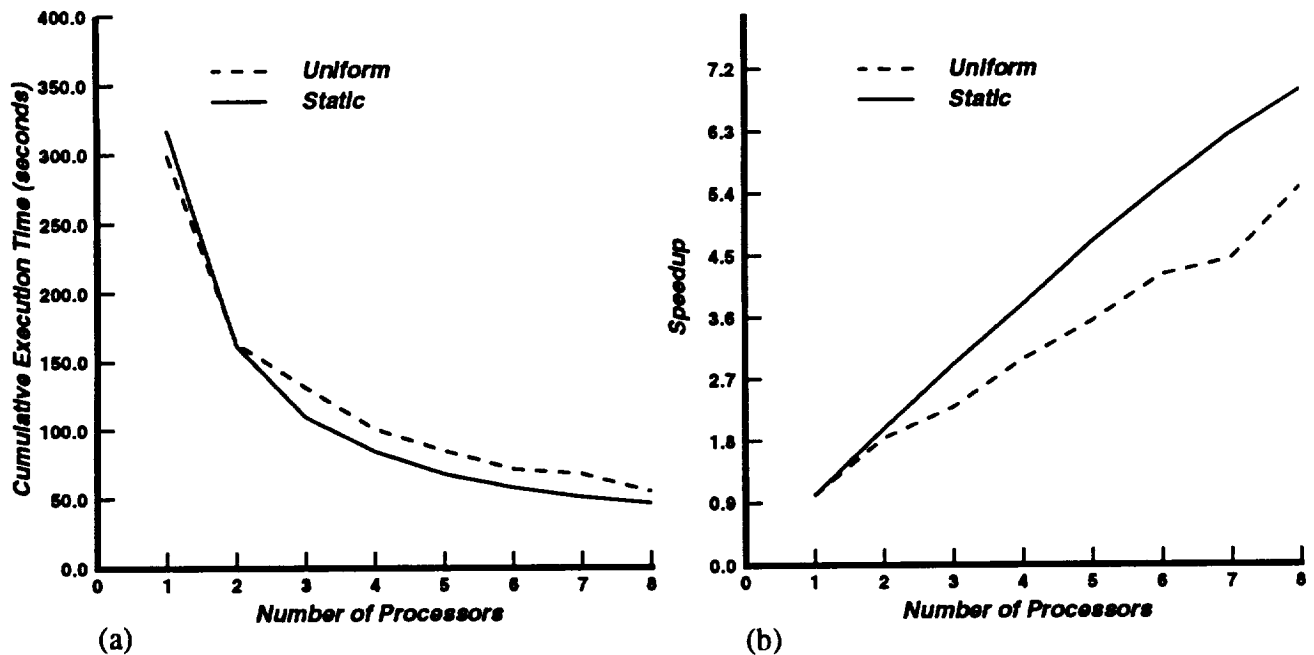 400.0
350.0
300.0
250.0
200.0
150.0
100.0
50.0
0.0
Cumulative Execution Time (seconds)
Uniform
Static
0 1 2 3 4 5 6 7 8
Number of Processors
(a)
7.2
6.3
5.4
4.5
3.6
2.7
1.8
0.9
0.0
Speedup
Uniform
Static
0 1 2 3 4 5 6 7 8
Number of Processors
(b)